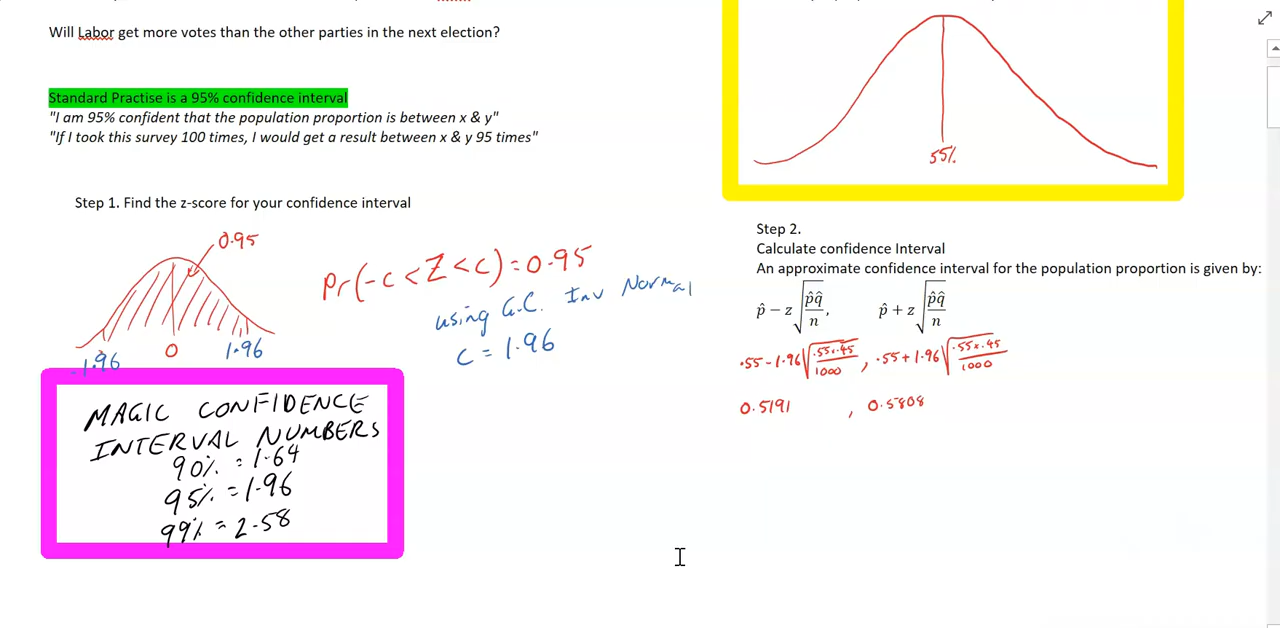 Will Labor get more votes than the other parties in the next election?
Standard Practise is a 95% confidence interval
"I am 95% confident that the population proportion is between x & y"
"If I took this survey 100 times, I would get a result between x & y 95 times"
Step 1. Find the z-score for your confidence interval
0.95
-1.96 0 1.96
Pr(-c < Z < c) = 0.95
using G.C. Inv Normal
c = 1.96
MAGIC CONFIDENCE
INTERVAL NUMBERS
90% = 1.64
95% = 1.96
99% = 2.58
55%
Step 2.
Calculate confidence Interval
An approximate confidence interval for the population proportion is given by:
p̂ − z √(p̂q̂/n), p̂ + z √(p̂q̂/n)
.55 - 1.96 √(.55×.45/1000) , .55 + 1.96 √(.55×.45/1000)
0.5191 , 0.5808